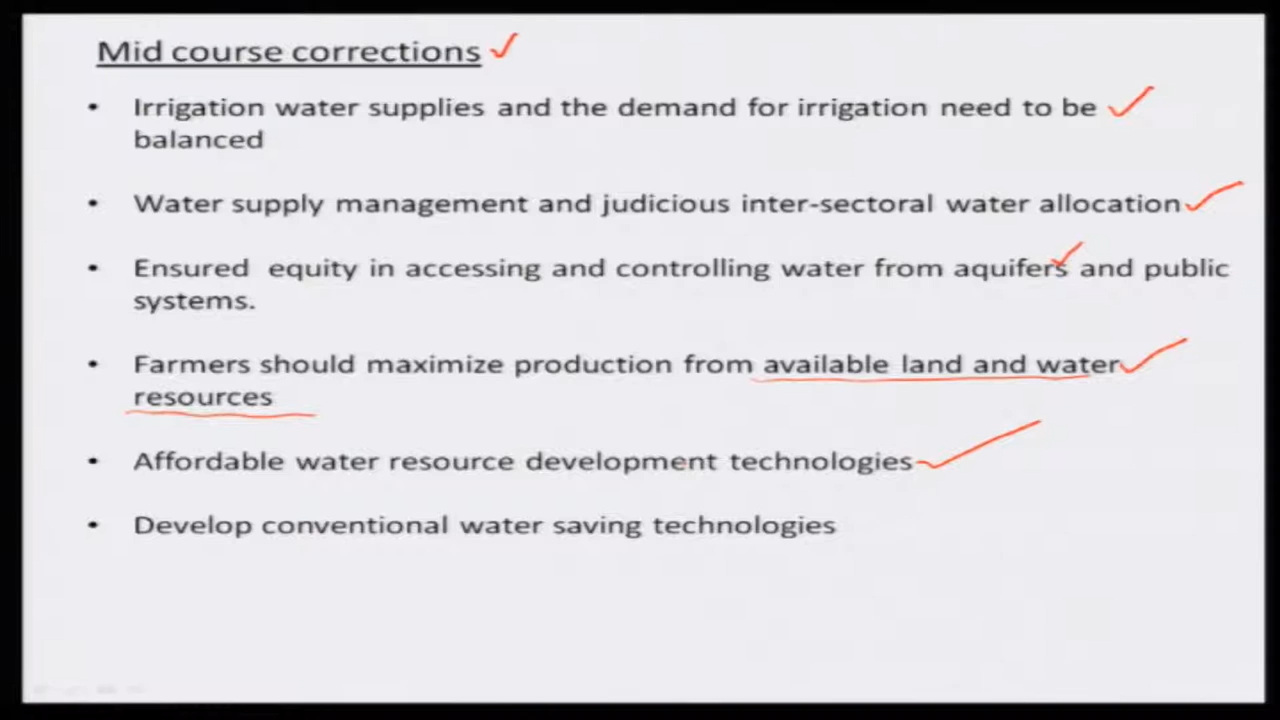 Mid course corrections
• Irrigation water supplies and the demand for irrigation need to be
balanced
• Water supply management and judicious inter-sectoral water allocation
• Ensured equity in accessing and controlling water from aquifers and public
systems.
• Farmers should maximize production from available land and water
resources
• Affordable water resource development technologies
• Develop conventional water saving technologies